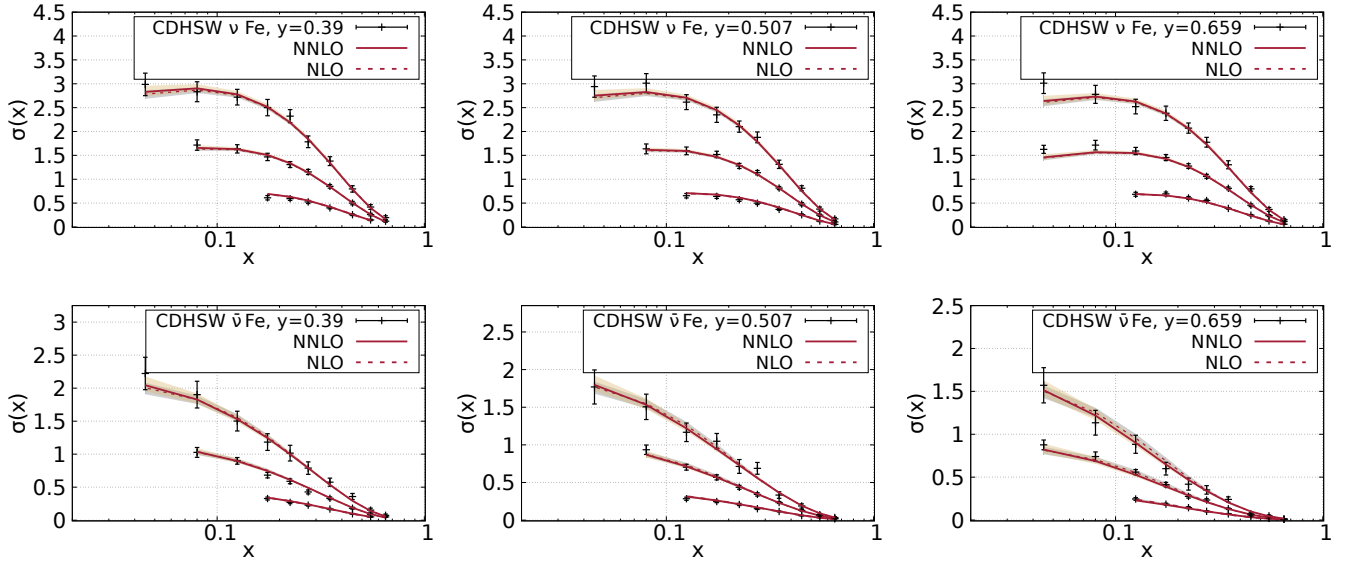 CDHSW ν Fe, y=0.39
NNLO
NLO
σ(x)
4.5
4
3.5
3
2.5
2
1.5
1
0.5
0
0.1
1
x
CDHSW ν Fe, y=0.507
NNLO
NLO
σ(x)
4.5
4
3.5
3
2.5
2
1.5
1
0.5
0
0.1
1
x
CDHSW ν Fe, y=0.659
NNLO
NLO
σ(x)
4.5
4
3.5
3
2.5
2
1.5
1
0.5
0
0.1
1
x
CDHSW ν̄ Fe, y=0.39
NNLO
NLO
σ(x)
3
2.5
2
1.5
1
0.5
0
0.1
1
x
CDHSW ν̄ Fe, y=0.507
NNLO
NLO
σ(x)
2.5
2
1.5
1
0.5
0
0.1
1
x
CDHSW ν̄ Fe, y=0.659
NNLO
NLO
σ(x)
2.5
2
1.5
1
0.5
0
0.1
1
x